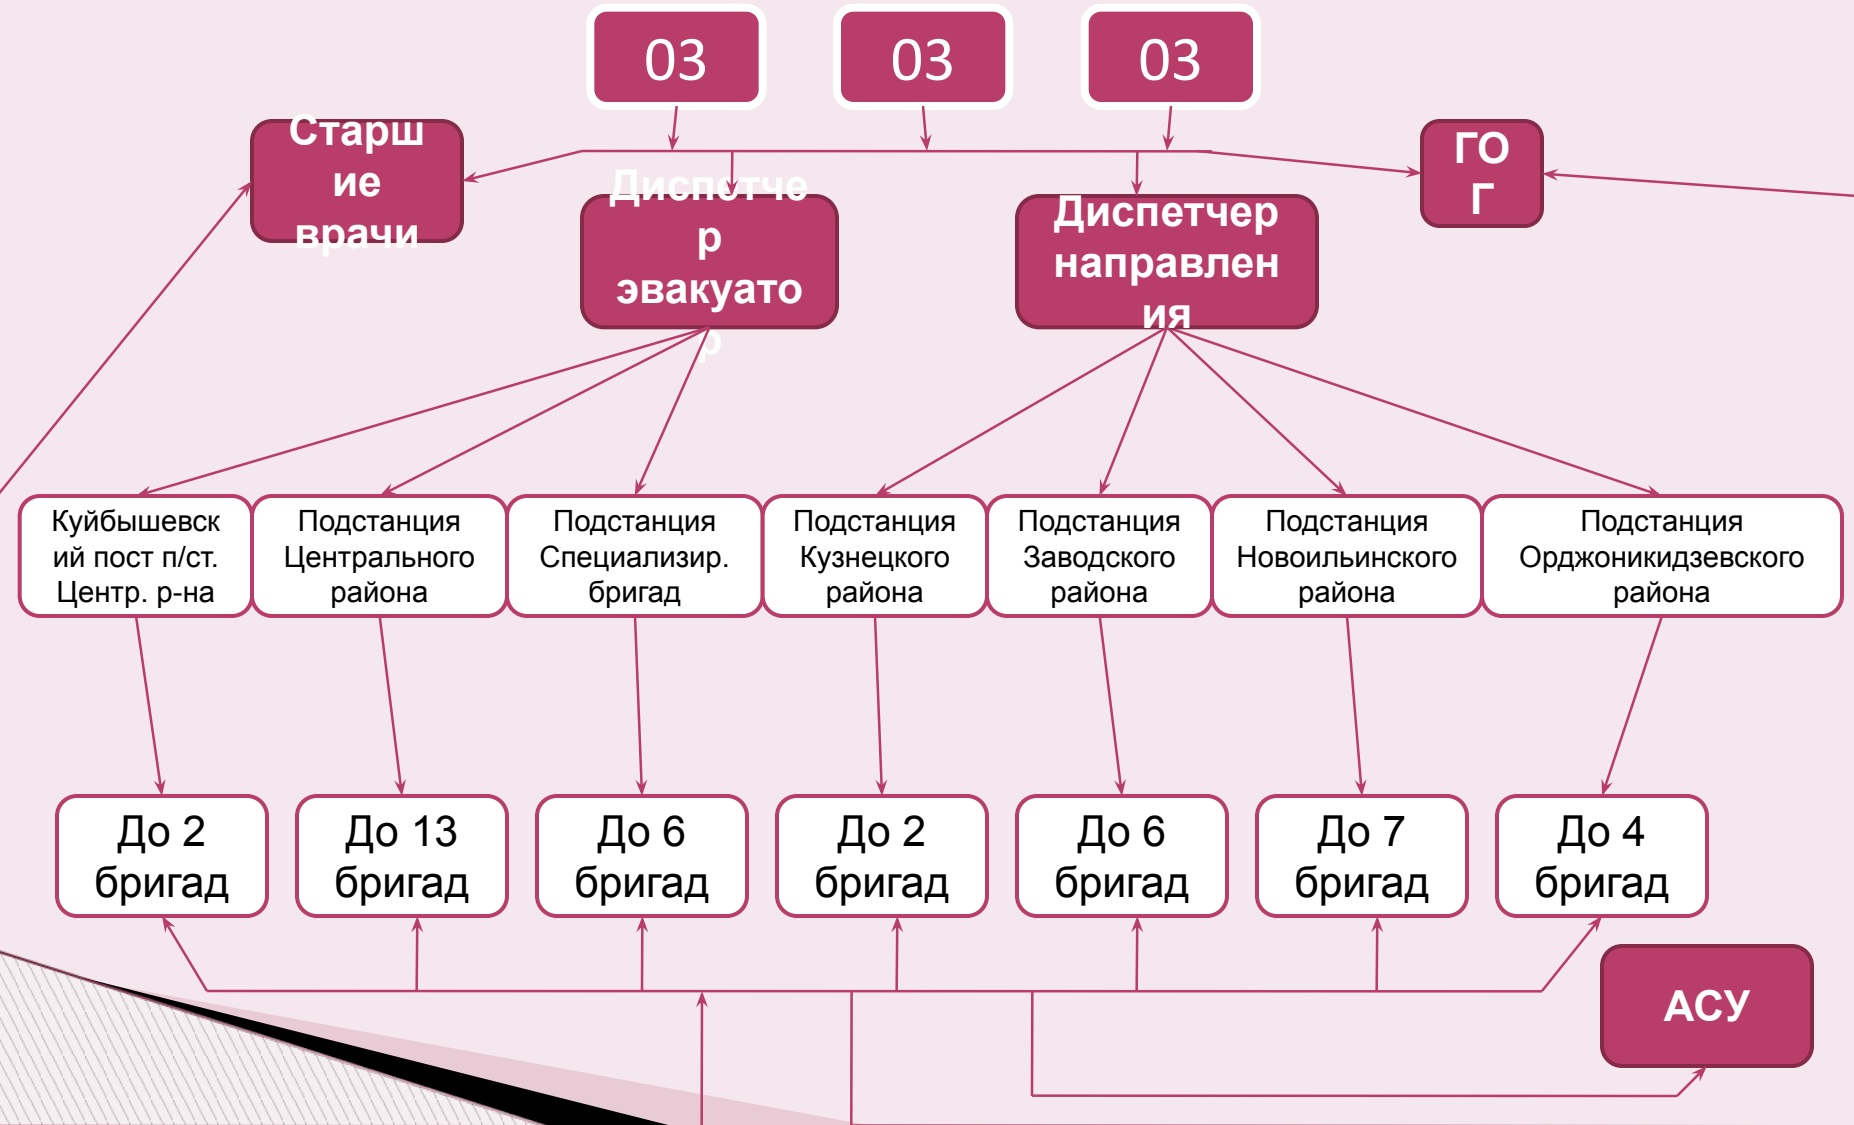 03
03
03
Старш
ие
врачи
Диспетче
р
эвакуато
р
Диспетчер
направлен
ия
ГО
Г
Куйбышевск
ий пост п/ст.
Центр. р-на
Подстанция
Центрального
района
Подстанция
Специализир.
бригад
Подстанция
Кузнецкого
района
Подстанция
Заводского
района
Подстанция
Новоильинского
района
Подстанция
Орджоникидзевского
района
До 2
бригад
До 13
бригад
До 6
бригад
До 2
бригад
До 6
бригад
До 7
бригад
До 4
бригад
АСУ